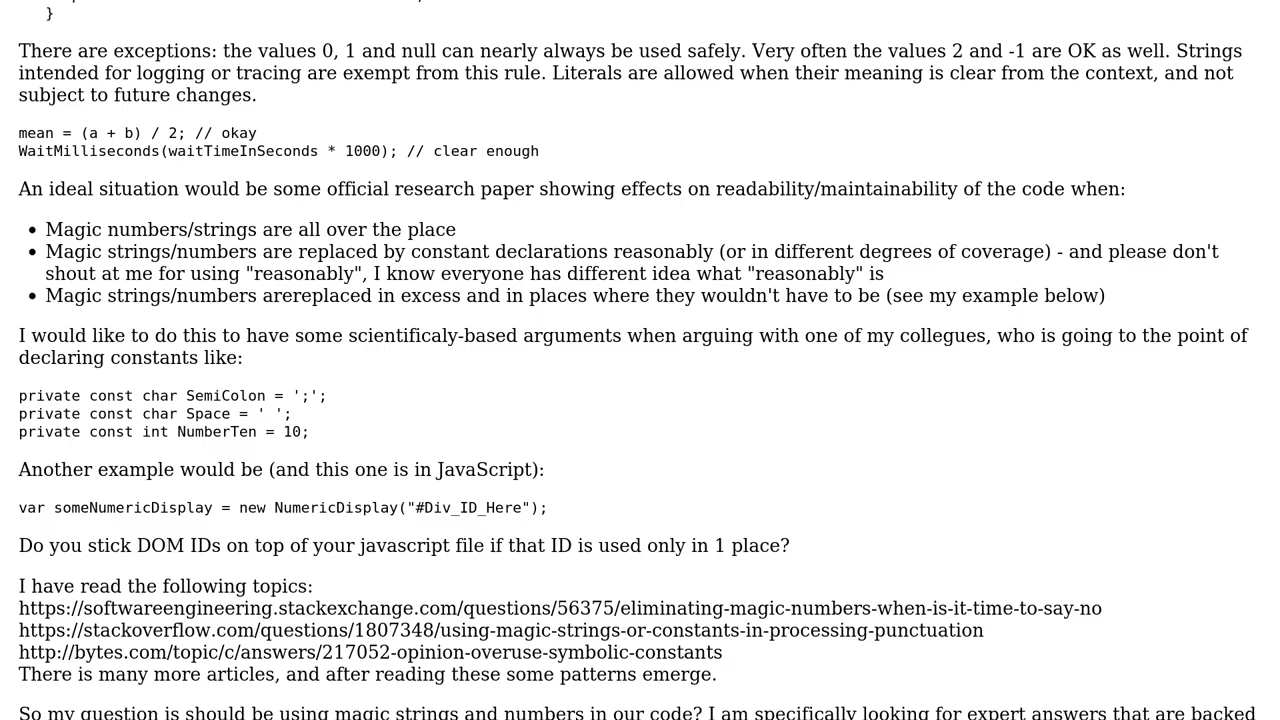 }
There are exceptions: the values 0, 1 and null can nearly always be used safely. Very often the values 2 and -1 are OK as well. Strings
intended for logging or tracing are exempt from this rule. Literals are allowed when their meaning is clear from the context, and not
subject to future changes.
mean = (a + b) / 2; // okay
WaitMilliseconds(waitTimeInSeconds * 1000); // clear enough
An ideal situation would be some official research paper showing effects on readability/maintainability of the code when:
• Magic numbers/strings are all over the place
• Magic strings/numbers are replaced by constant declarations reasonably (or in different degrees of coverage) - and please don't
shout at me for using "reasonably", I know everyone has different idea what "reasonably" is
• Magic strings/numbers arereplaced in excess and in places where they wouldn't have to be (see my example below)
I would like to do this to have some scientificaly-based arguments when arguing with one of my collegues, who is going to the point of
declaring constants like:
private const char SemiColon = ';';
private const char Space = ' ';
private const int NumberTen = 10;
Another example would be (and this one is in JavaScript):
var someNumericDisplay = new NumericDisplay("#Div_ID_Here");
Do you stick DOM IDs on top of your javascript file if that ID is used only in 1 place?
I have read the following topics:
https://softwareengineering.stackexchange.com/questions/56375/eliminating-magic-numbers-when-is-it-time-to-say-no
https://stackoverflow.com/questions/1807348/using-magic-strings-or-constants-in-processing-punctuation
http://bytes.com/topic/c/answers/217052-opinion-overuse-symbolic-constants
There is many more articles, and after reading these some patterns emerge.
So my question is should be using magic strings and numbers in our code? I am specifically looking for expert answers that are backed